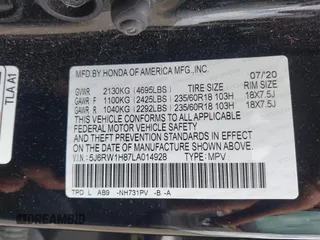 TLA A1
MFD. BY HONDA OF AMERICA MFG., INC. 07/20
GVWR 2130KG (4695LBS) TIRE SIZE RIM SIZE
GAWR F 1100KG (2425LBS) 235/60R18 103H 18X7.5J
GAWR R 1040KG (2295LBS) 235/60R18 103H 18X7.5J
THIS VEHICLE CONFORMS TO ALL APPLICABLE
FEDERAL MOTOR VEHICLE SAFETY, BUMPER,
AND THEFT PREVENTION STANDARDS IN EFFECT
ON THE DATE OF MANUFACTURE SHOWN ABOVE.
V.I.N.: 5J6RW1H87LA014928 TYPE: MPV
TPD L A89 -NH731PV -B -A
DREAMBID